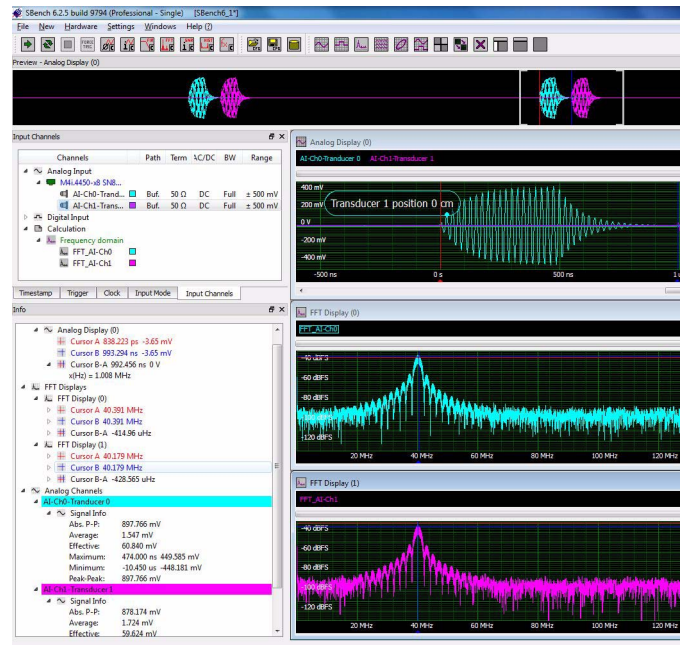 SBench 6.2.5 build 9794 (Professional - Single) [SBench6_1*]
File New Hardware Settings Windows Help (?)
Preview - Analog Display (0)
Input Channels
Channels Path Term AC/DC BW Range
Analog Input
M4i.4450-x8 SN8...
AI-Ch0-Trand... Buf. 50 Ω DC Full ± 500 mV
AI-Ch1-Trans... Buf. 50 Ω DC Full ± 500 mV
Digital Input
Calculation
Frequency domain
FFT_AI-Ch0
FFT_AI-Ch1
Timestamp Trigger Clock Input Mode Input Channels
Info
Analog Display (0)
Cursor A 838.223 ps -3.65 mV
Cursor B 993.294 ns -3.65 mV
Cursor B-A 992.456 ns 0 V
x(Hz) = 1.008 MHz
FFT Displays
FFT Display (0)
Cursor A 40.391 MHz
Cursor B 40.391 MHz
Cursor B-A -414.96 uHz
FFT Display (1)
Cursor A 40.179 MHz
Cursor B 40.179 MHz
Cursor B-A -428.565 uHz
Analog Channels
AI-Ch0-Tranducer 0
Signal Info
Abs. P-P: 897.766 mV
Average: 1.547 mV
Effective: 60.840 mV
Maximum: 474.000 ns 449.585 mV
Minimum: -10.450 us -448.181 mV
Peak-Peak: 897.766 mV
AI-Ch1-Transducer 1
Signal Info
Abs. P-P: 878.174 mV
Average: 1.724 mV
Effective: 59.624 mV
Analog Display (0)
AI-Ch0-Tranducer 0 AI-Ch1-Transducer 1
400 mV
200 mV
Transducer 1 position 0 cm
0 V
-200 mV
-400 mV
-500 ns 0 s 500 ns 1 u
FFT Display (0)
FFT_AI-Ch0
-40 dBFS
-60 dBFS
-80 dBFS
-120 dBFS
20 MHz 40 MHz 60 MHz 80 MHz 100 MHz 120 MHz
FFT Display (1)
FFT_AI-Ch1
-40 dBFS
-60 dBFS
-80 dBFS
-100 dBFS
-120 dBFS
20 MHz 40 MHz 60 MHz 80 MHz 100 MHz 120 MHz